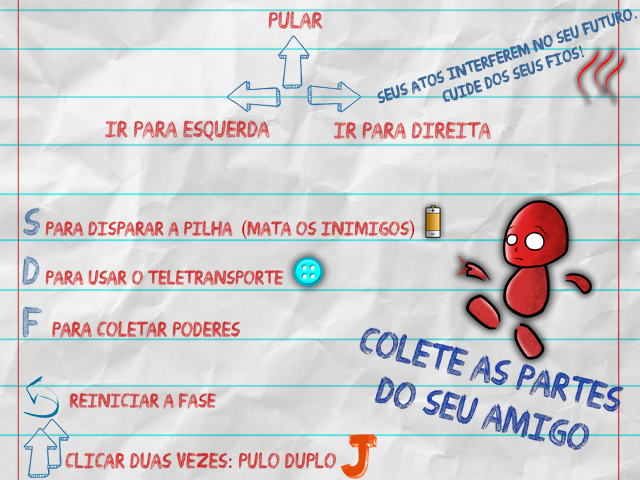 PULAR
SEUS ATOS INTERFEREM NO SEU FUTURO.
CUIDE DOS SEUS FIOS!
IR PARA ESQUERDA
IR PARA DIREITA
S PARA DISPARAR A PILHA (MATA OS INIMIGOS)
D PARA USAR O TELETRANSPORTE
F PARA COLETAR PODERES
COLETE AS PARTES
DO SEU AMIGO
REINICIAR A FASE
CLICAR DUAS VEZES: PULO DUPLO J